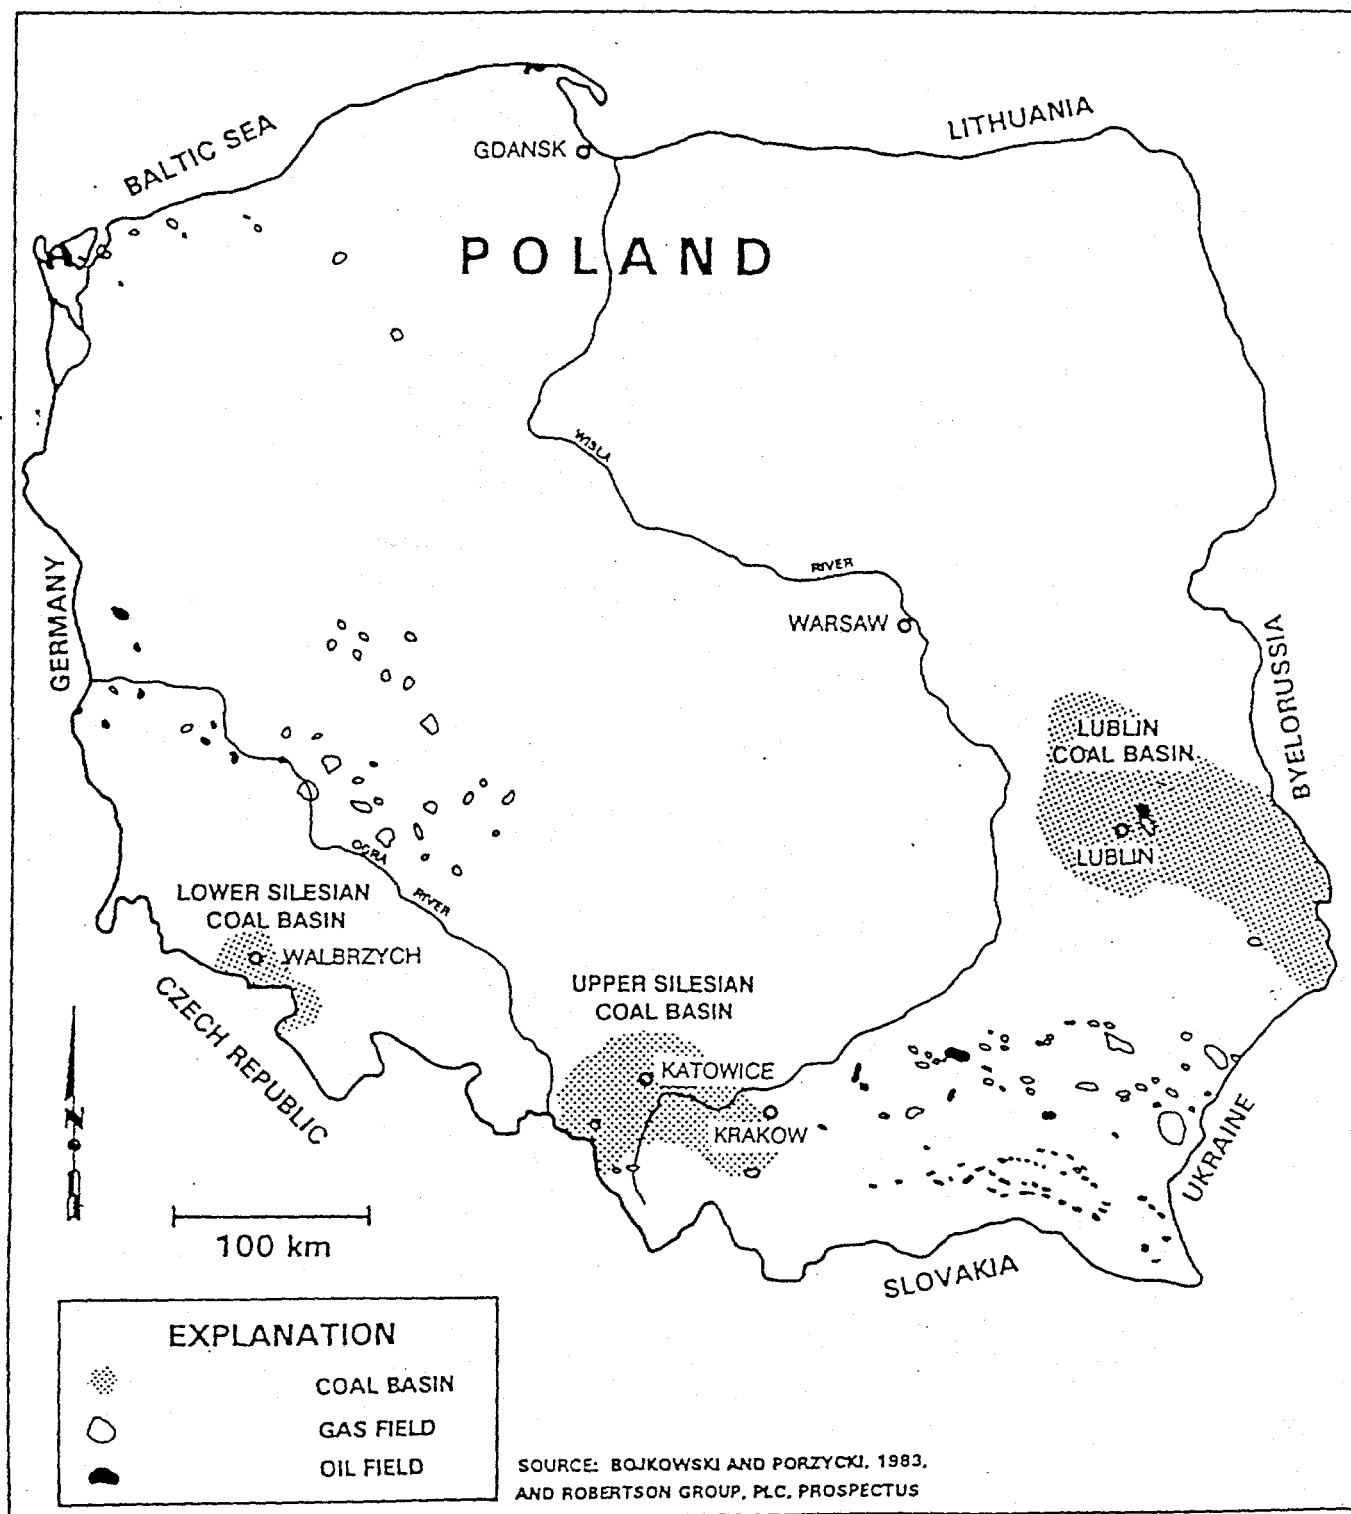 BALTIC SEA
LITHUANIA
GDANSK
POLAND
WISLA
RIVER
GERMANY
WARSAW
BYELORUSSIA
LUBLIN
COAL BASIN
LUBLIN
RIVER
LOWER SILESIAN
COAL BASIN
WALBRZYCH
CZECH REPUBLIC
UPPER SILESIAN
COAL BASIN
KATOWICE
KRAKOW
UKRAINE
SLOVAKIA
N
100 km
EXPLANATION
COAL BASIN
GAS FIELD
OIL FIELD
SOURCE: BOJKOWSKI AND PORZYCKI, 1983,
AND ROBERTSON GROUP, PLC, PROSPECTUS